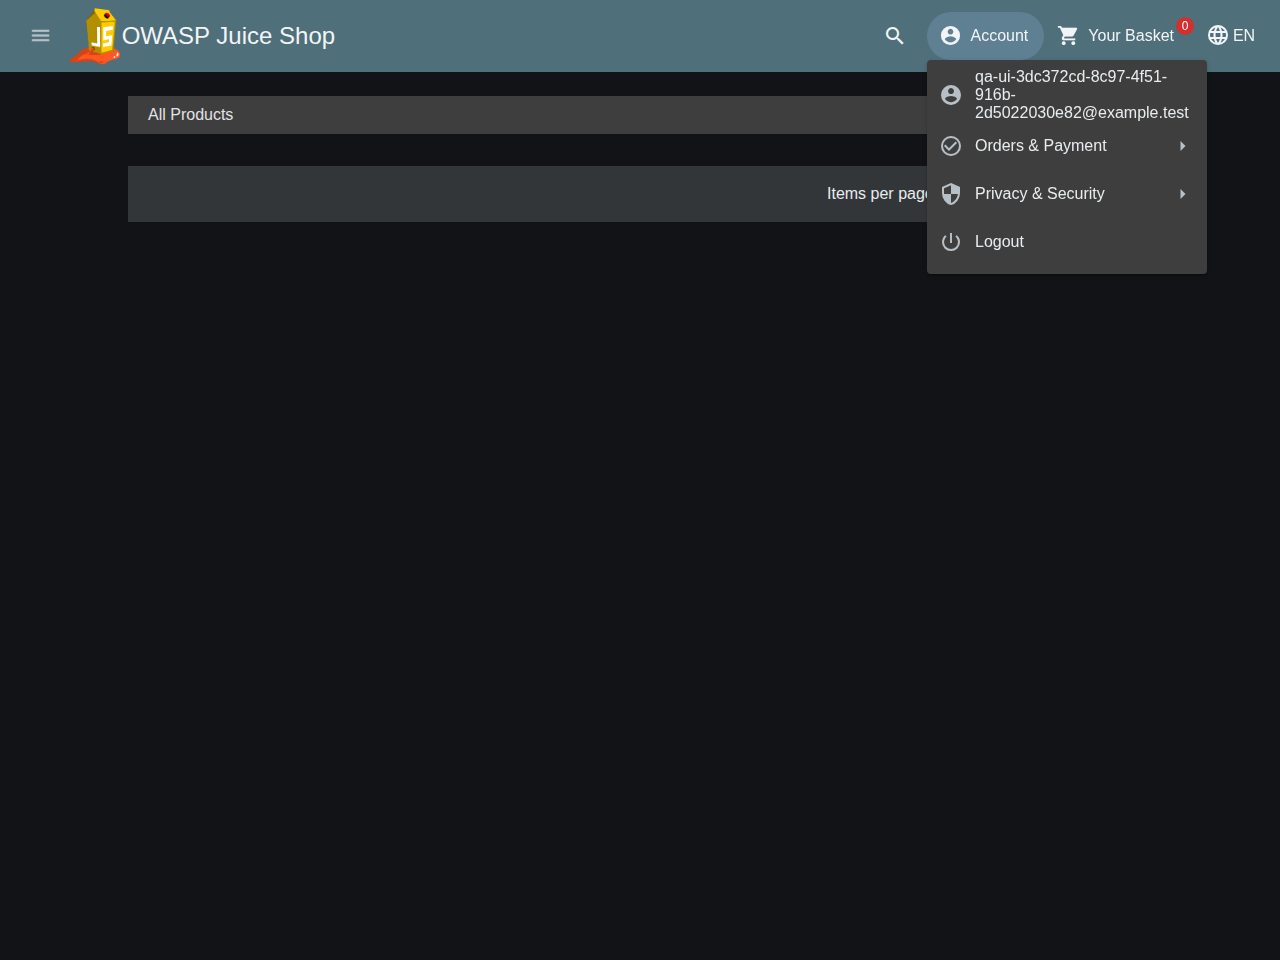 OWASP Juice Shop
Account
Your Basket
0
EN
qa-ui-3dc372cd-8c97-4f51-
916b-
2d5022030e82@example.test
All Products
Orders & Payment
Items per page
Privacy & Security
Logout